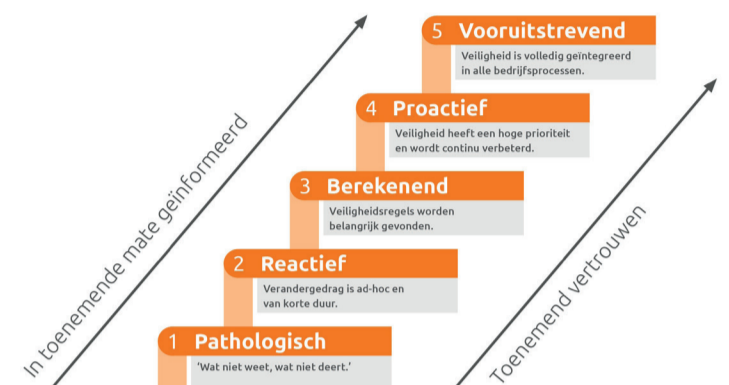 5 Vooruitstrevend
Veiligheid is volledig geïntegreerd
in alle bedrijfsprocessen.
4 Proactief
Veiligheid heeft een hoge prioriteit
en wordt continu verbeterd.
3 Berekenend
Veiligheidsregels worden
belangrijk gevonden.
2 Reactief
Verandergedrag is ad-hoc en
van korte duur.
1 Pathologisch
'Wat niet weet, wat niet deert.'
In toenemende mate geïnformeerd
Toenemend vertrouwen